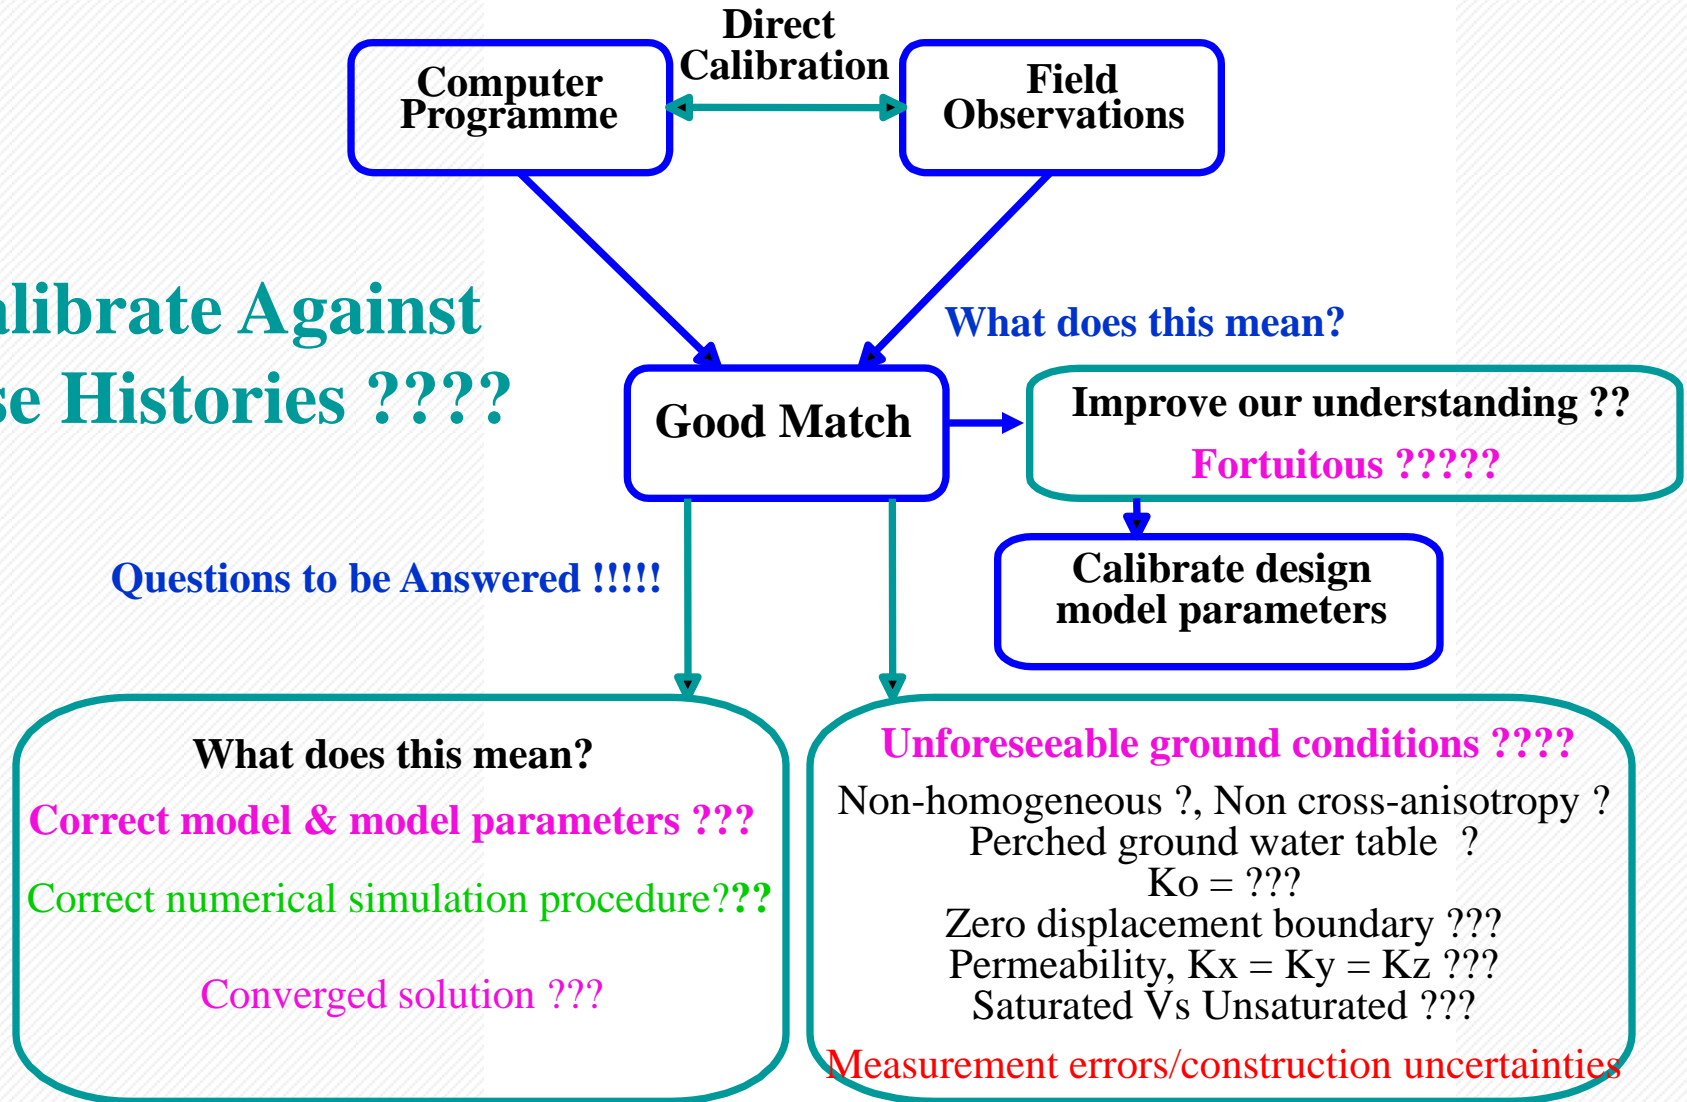 Direct
Calibration
Computer
Programme
Field
Observations
alibrate Against
se Histories ????
What does this mean?
Good Match
Improve our understanding ??
Fortuitous ?????
Calibrate design
model parameters
Questions to be Answered !!!!!
What does this mean?
Correct model & model parameters ???
Correct numerical simulation procedure???
Converged solution ???
Unforeseeable ground conditions ????
Non-homogeneous ?, Non cross-anisotropy ?
Perched ground water table ?
Ko = ???
Zero displacement boundary ???
Permeability, Kx = Ky = Kz ???
Saturated Vs Unsaturated ???
Measurement errors/construction uncertainties